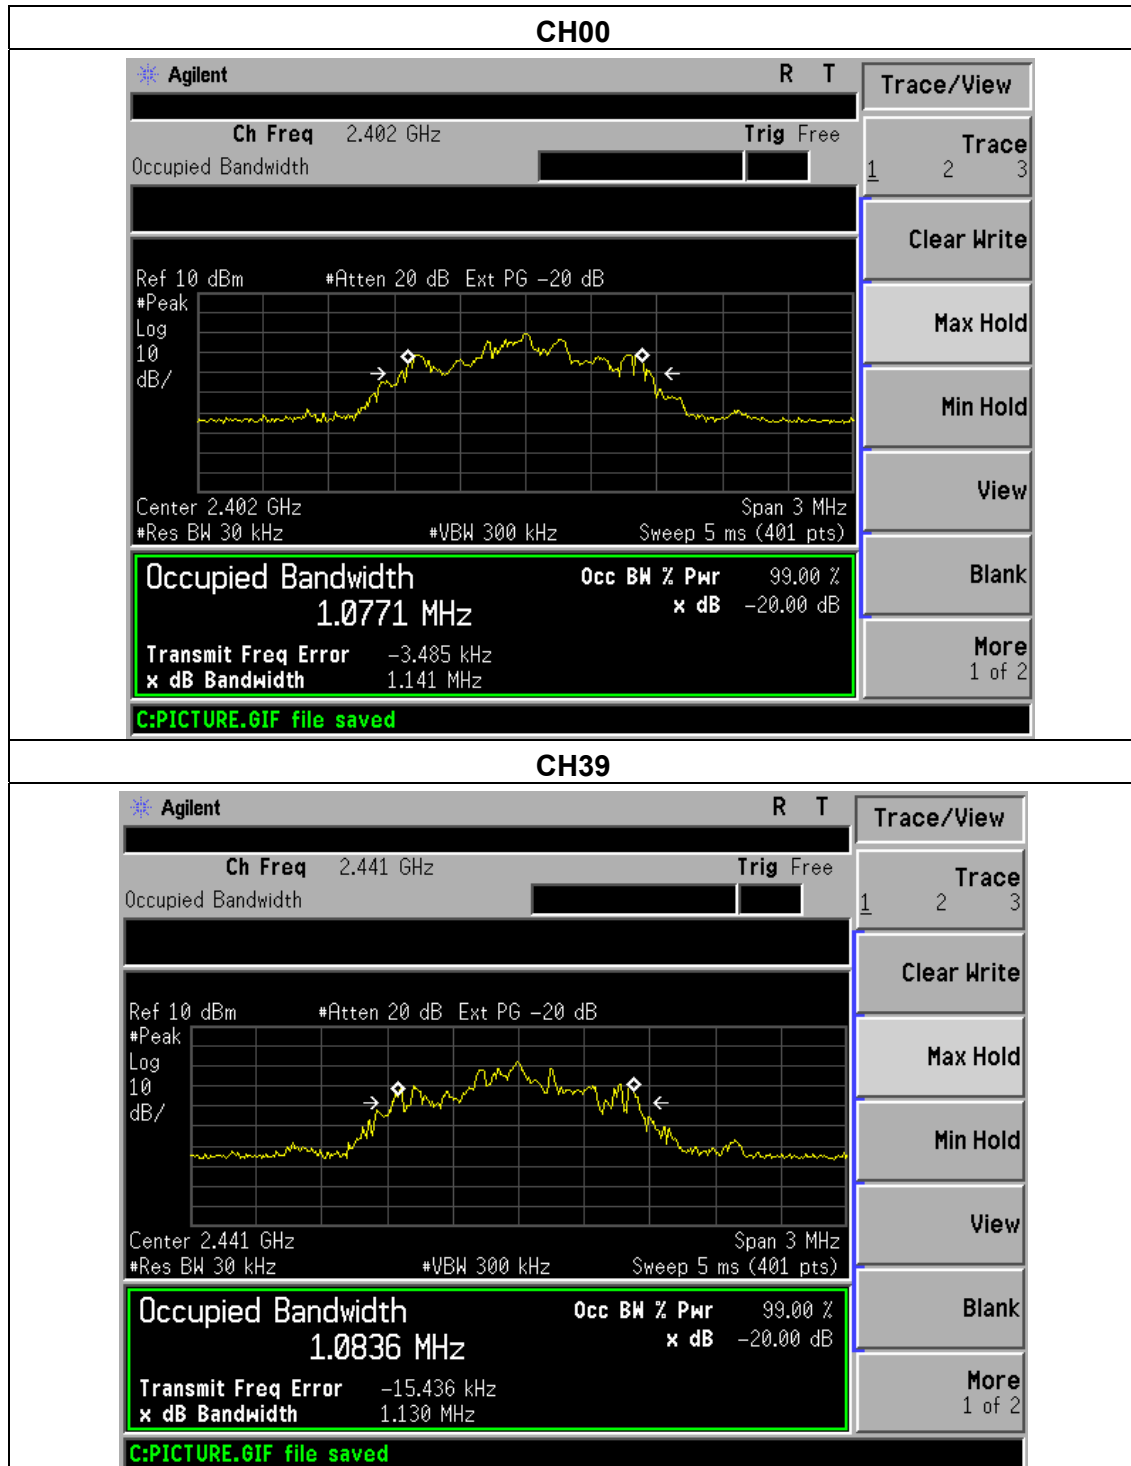 CH00
Agilent R T
Trace/View
Ch Freq 2.402 GHz Trig Free
Occupied Bandwidth
Trace
1 2 3
Clear Write
Ref 10 dBm #Atten 20 dB Ext PG -20 dB
#Peak
Log
10
dB/
Max Hold
Min Hold
View
Center 2.402 GHz Span 3 MHz
#Res BW 30 kHz #VBW 300 kHz Sweep 5 ms (401 pts)
Occupied Bandwidth Occ BW % Pwr 99.00 %
1.0771 MHz x dB -20.00 dB
Blank
Transmit Freq Error -3.485 kHz
x dB Bandwidth 1.141 MHz
More
1 of 2
C:PICTURE.GIF file saved
CH39
Agilent R T
Trace/View
Ch Freq 2.441 GHz Trig Free
Occupied Bandwidth
Trace
1 2 3
Clear Write
Ref 10 dBm #Atten 20 dB Ext PG -20 dB
#Peak
Log
10
dB/
Max Hold
Min Hold
View
Center 2.441 GHz Span 3 MHz
#Res BW 30 kHz #VBW 300 kHz Sweep 5 ms (401 pts)
Occupied Bandwidth Occ BW % Pwr 99.00 %
1.0836 MHz x dB -20.00 dB
Blank
Transmit Freq Error -15.436 kHz
x dB Bandwidth 1.130 MHz
More
1 of 2
C:PICTURE.GIF file saved